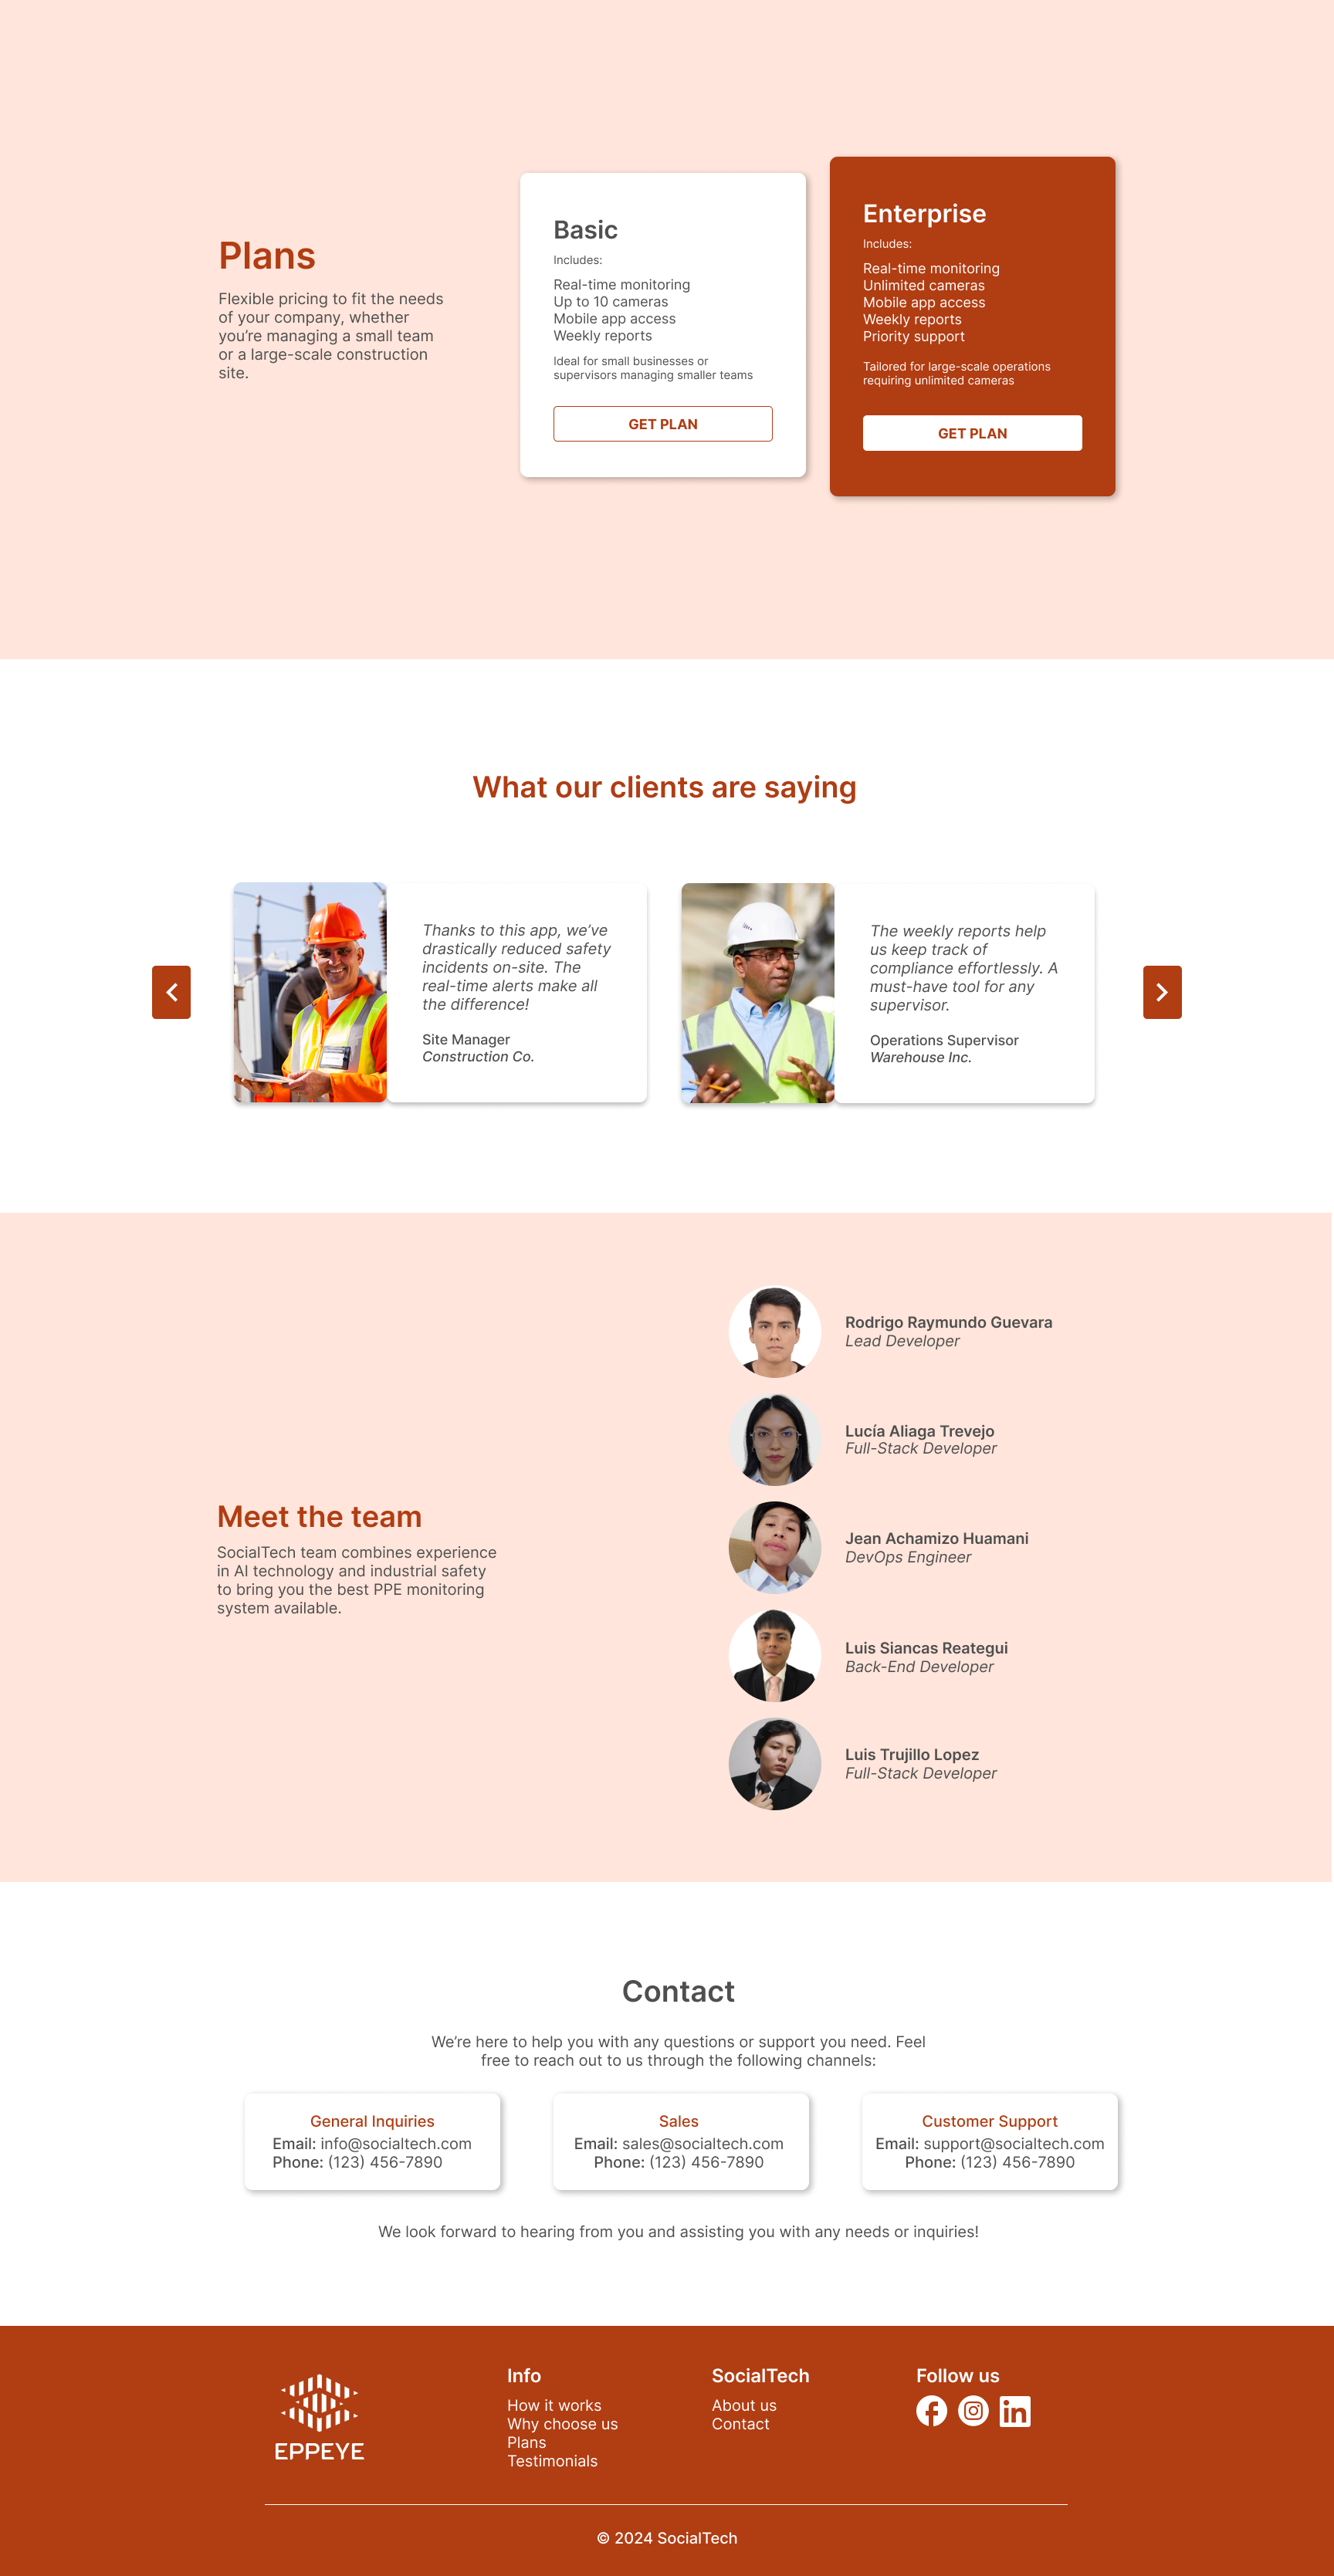 Plans
Flexible pricing to fit the needs
of your company, whether
you’re managing a small team
or a large-scale construction
site.
Basic
Includes:
Real-time monitoring
Up to 10 cameras
Mobile app access
Weekly reports
Ideal for small businesses or
supervisors managing smaller teams
GET PLAN
Enterprise
Includes:
Real-time monitoring
Unlimited cameras
Mobile app access
Weekly reports
Priority support
Tailored for large-scale operations
requiring unlimited cameras
GET PLAN
What our clients are saying
Thanks to this app, we’ve
drastically reduced safety
incidents on-site. The
real-time alerts make all
the difference!
Site Manager
Construction Co.
The weekly reports help
us keep track of
compliance effortlessly. A
must-have tool for any
supervisor.
Operations Supervisor
Warehouse Inc.
Meet the team
SocialTech team combines experience
in AI technology and industrial safety
to bring you the best PPE monitoring
system available.
Rodrigo Raymundo Guevara
Lead Developer
Lucía Aliaga Trevejo
Full-Stack Developer
Jean Achamizo Huamani
DevOps Engineer
Luis Siancas Reategui
Back-End Developer
Luis Trujillo Lopez
Full-Stack Developer
Contact
We’re here to help you with any questions or support you need. Feel
free to reach out to us through the following channels:
General Inquiries
Email: info@socialtech.com
Phone: (123) 456-7890
Sales
Email: sales@socialtech.com
Phone: (123) 456-7890
Customer Support
Email: support@socialtech.com
Phone: (123) 456-7890
We look forward to hearing from you and assisting you with any needs or inquiries!
EPPEYE
Info
How it works
Why choose us
Plans
Testimonials
SocialTech
About us
Contact
Follow us
© 2024 SocialTech